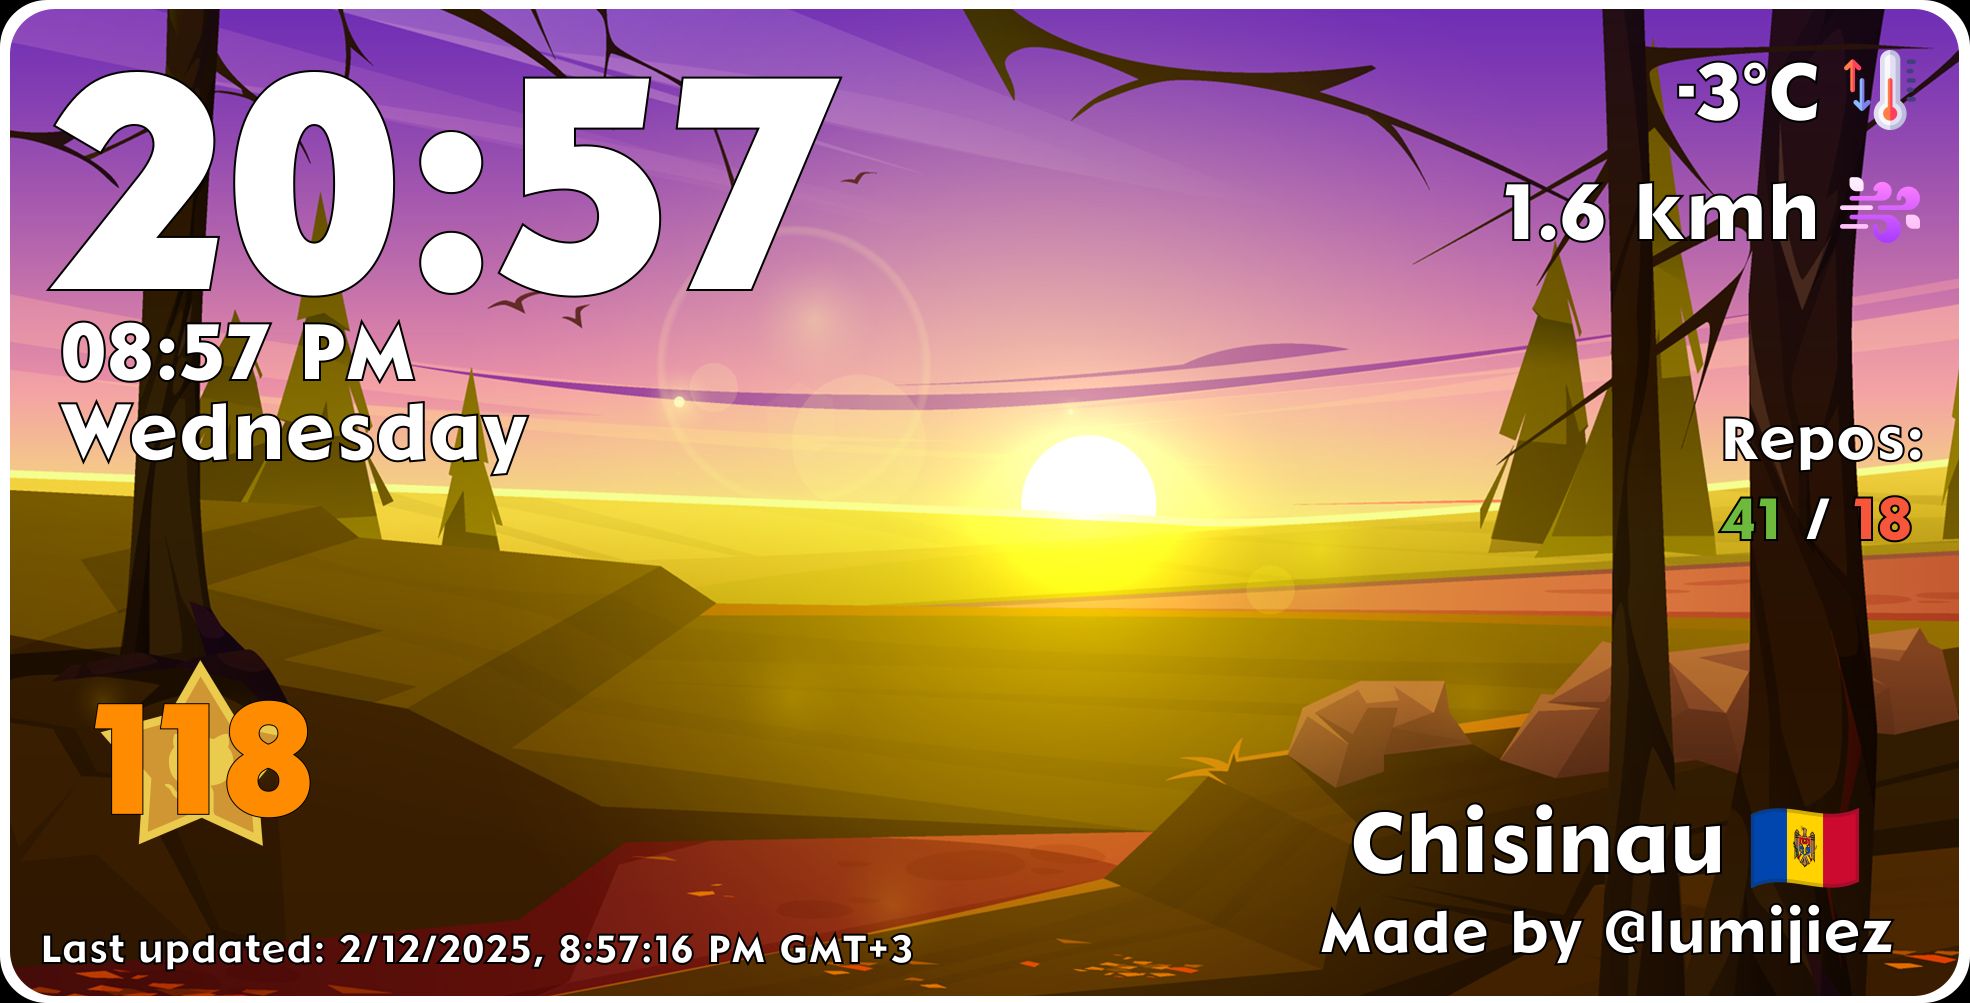 20:57
08:57 PM
Wednesday
-3°C
1.6 kmh
Repos:
41 / 18
118
Chisinau
Made by @lumijiez
Last updated: 2/12/2025, 8:57:16 PM GMT+3